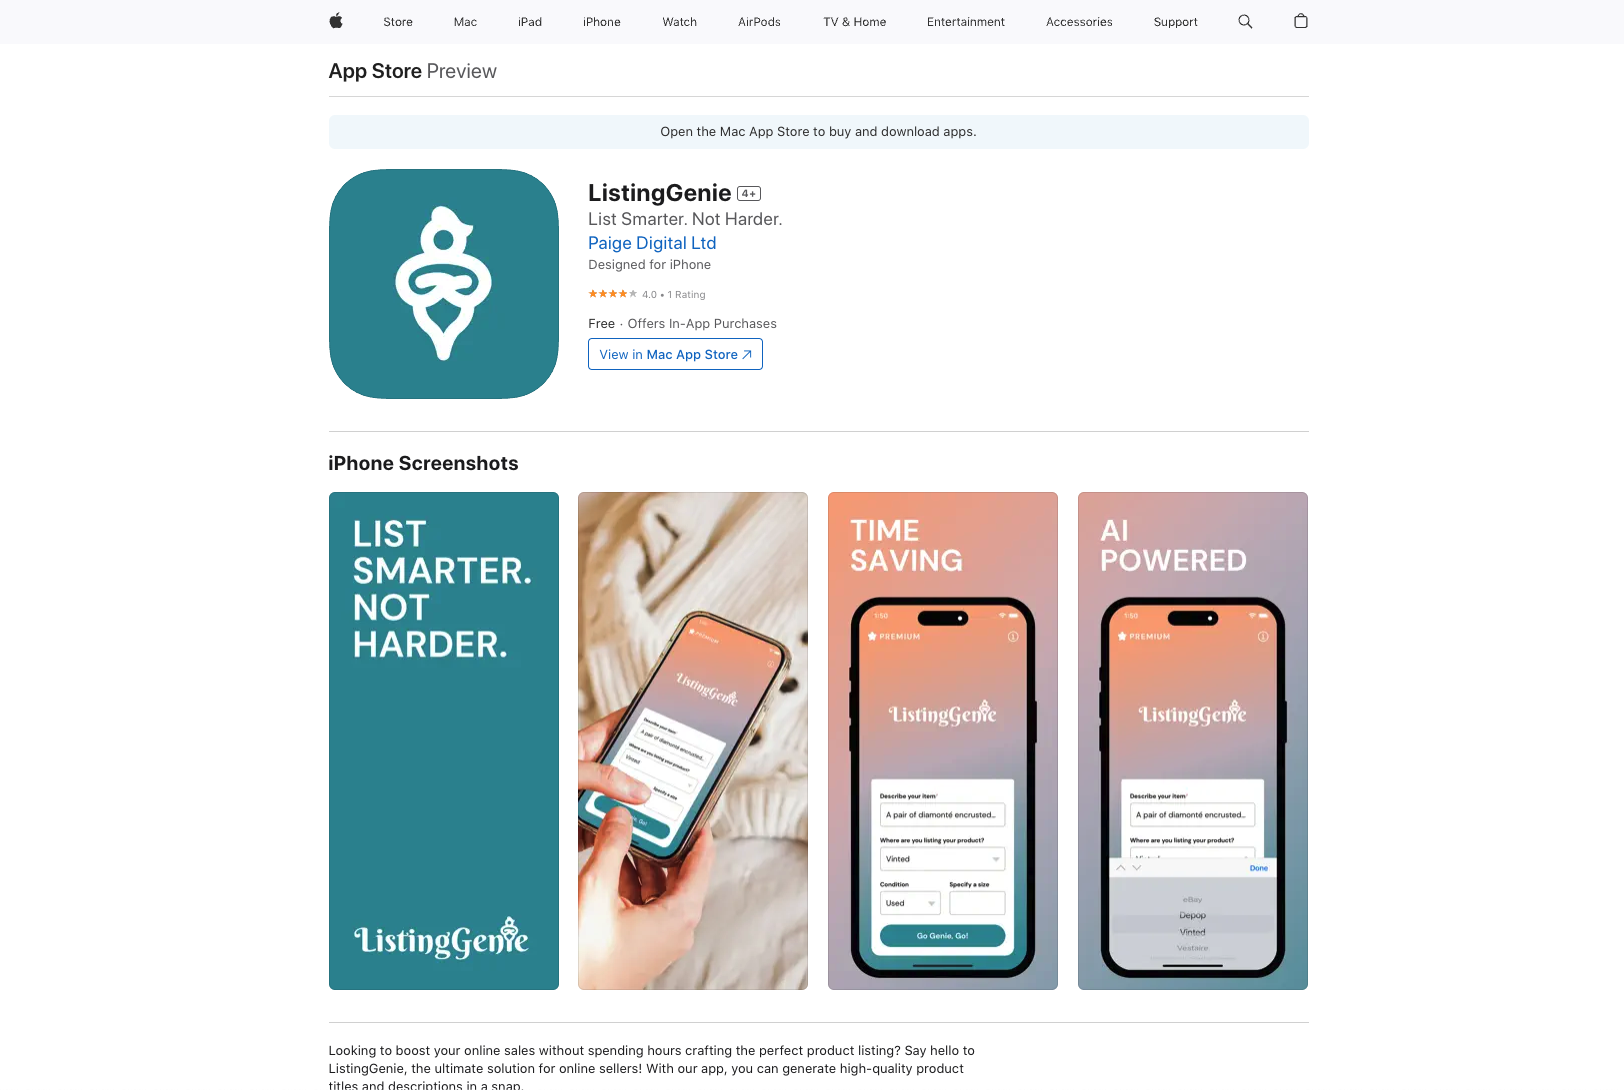 Store
Mac
iPad
iPhone
Watch
AirPods
TV & Home
Entertainment
Accessories
Support
App Store Preview
Open the Mac App Store to buy and download apps.
ListingGenie 4+
List Smarter. Not Harder.
Paige Digital Ltd
Designed for iPhone
4.0 • 1 Rating
Free · Offers In-App Purchases
View in Mac App Store
iPhone Screenshots
LIST
SMARTER.
NOT
HARDER.
ListingGenie
PREMIUM
ListingGenie
Describe your item*
A pair of diamonté encrusted...
Where are you listing your product?
Vinted
Specify a size
TIME
SAVING
1:50
PREMIUM
ListingGenie
Describe your item*
A pair of diamonté encrusted...
Where are you listing your product?
Vinted
Condition
Specify a size
Used
Go Genie, Go!
AI
POWERED
1:50
PREMIUM
ListingGenie
Describe your item*
A pair of diamonté encrusted...
Where are you listing your product?
Done
eBay
Depop
Vinted
Vestaire
Looking to boost your online sales without spending hours crafting the perfect product listing? Say hello to
ListingGenie, the ultimate solution for online sellers! With our app, you can generate high-quality product
titles and descriptions in a snap.